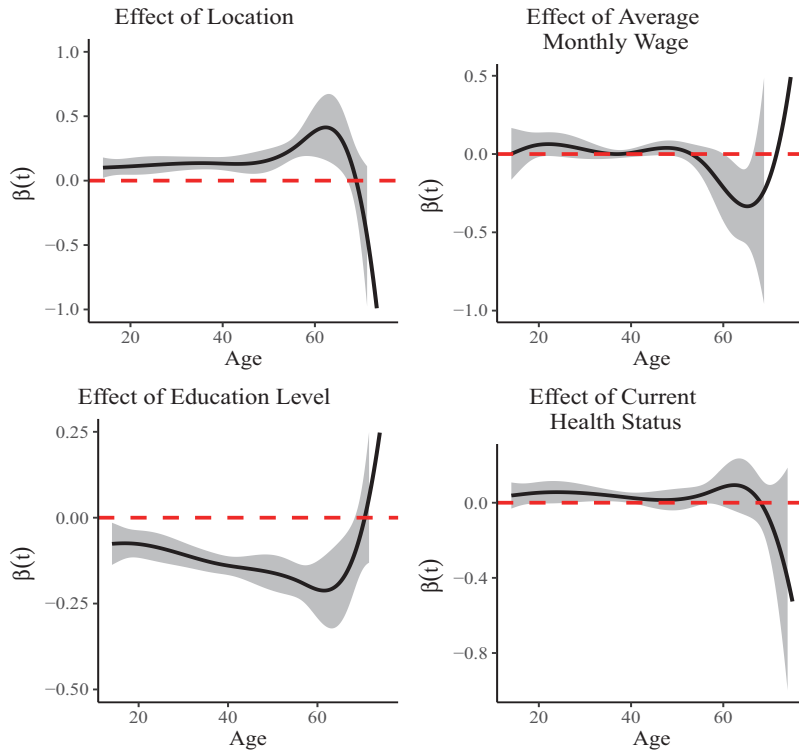 Effect of Location
1.0
0.5
0.0
−0.5
−1.0
β(t)
20 40 60
Age
Effect of Average
Monthly Wage
0.5
0.0
−0.5
−1.0
β(t)
20 40 60
Age
Effect of Education Level
0.25
0.00
−0.25
−0.50
β(t)
20 40 60
Age
Effect of Current
Health Status
0.0
−0.4
−0.8
β(t)
20 40 60
Age